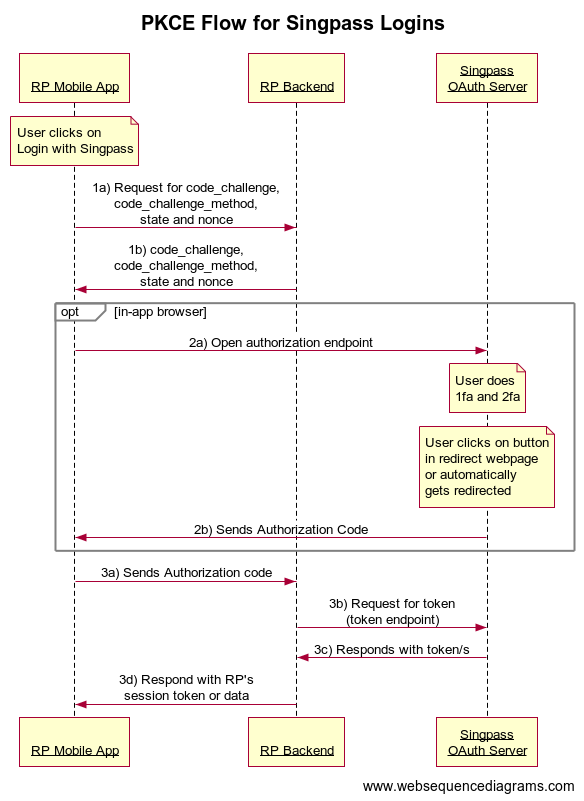 PKCE Flow for Singpass Logins
RP Mobile App
RP Backend
Singpass
OAuth Server
User clicks on
Login with Singpass
1a) Request for code_challenge,
code_challenge_method,
state and nonce
1b) code_challenge,
code_challenge_method,
state and nonce
opt
[in-app browser]
2a) Open authorization endpoint
User does
1fa and 2fa
User clicks on button
in redirect webpage
or automatically
gets redirected
2b) Sends Authorization Code
3a) Sends Authorization code
3b) Request for token
(token endpoint)
3c) Responds with token/s
3d) Respond with RP's
session token or data
RP Mobile App
RP Backend
Singpass
OAuth Server
www.websequencediagrams.com